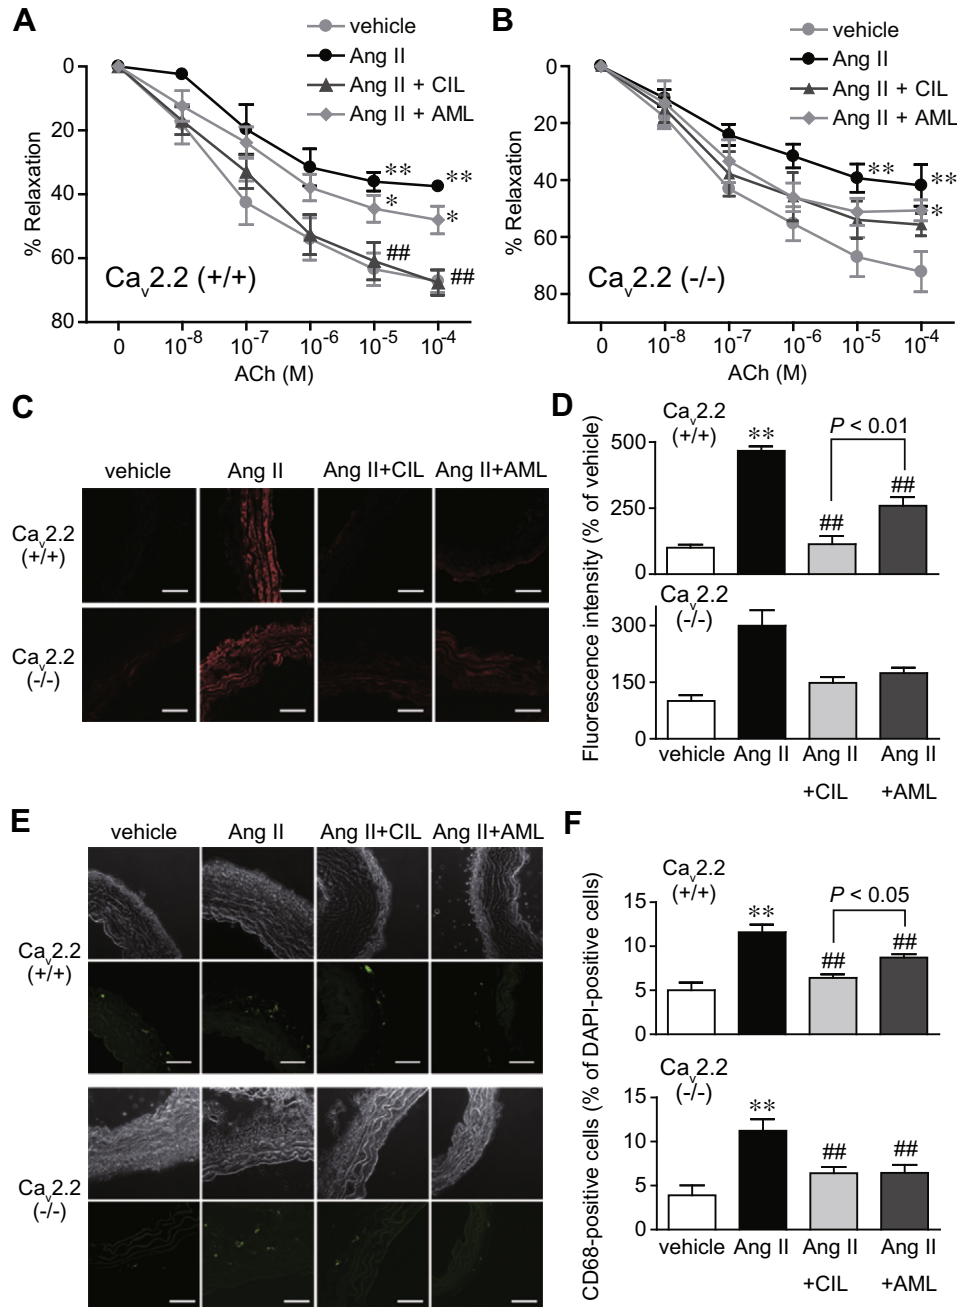 A
vehicle
Ang II
Ang II + CIL
Ang II + AML
0
20
40
60
80
% Relaxation
**
**
*
*
##
##
Cav2.2 (+/+)
0
10-8
10-7
10-6
10-5
10-4
ACh (M)
B
vehicle
Ang II
Ang II + CIL
Ang II + AML
0
20
40
60
80
% Relaxation
**
**
*
Cav2.2 (-/-)
0
10-8
10-7
10-6
10-5
10-4
ACh (M)
C
vehicle
Ang II
Ang II+CIL
Ang II+AML
Cav2.2
(+/+)
Cav2.2
(-/-)
D
Fluorescence intensity (% of vehicle)
Cav2.2
(+/+)
500
250
0
**
P < 0.01
##
##
Cav2.2
(-/-)
300
150
0
vehicle
Ang II
Ang II
+CIL
Ang II
+AML
E
vehicle
Ang II
Ang II+CIL
Ang II+AML
Cav2.2
(+/+)
Cav2.2
(-/-)
F
CD68-positive cells (% of DAPI-positive cells)
Cav2.2
(+/+)
15
10
5
0
**
P < 0.05
##
##
Cav2.2
(-/-)
15
10
5
0
**
##
##
vehicle
Ang II
Ang II
+CIL
Ang II
+AML